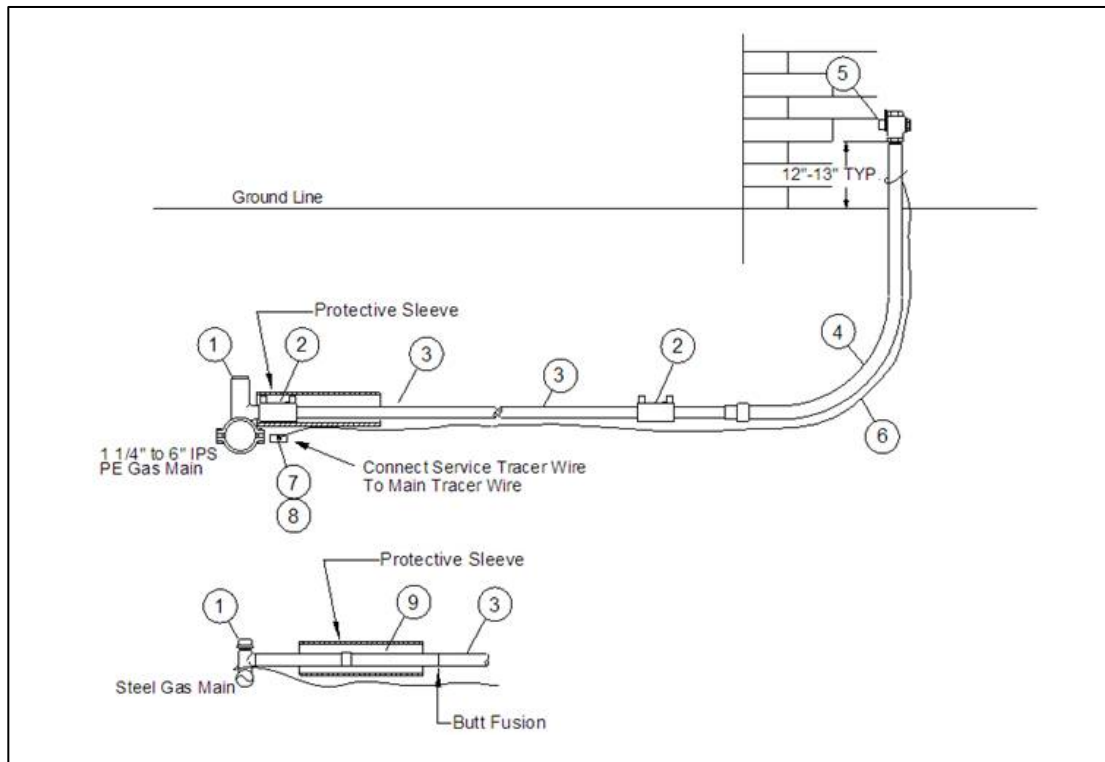 5
12"-13" TYP.
Ground Line
Protective Sleeve
1
2
3
3
2
4
6
1 1/4" to 6" IPS
PE Gas Main
7
8
Connect Service Tracer Wire
To Main Tracer Wire
Protective Sleeve
1
9
3
Steel Gas Main
Butt Fusion